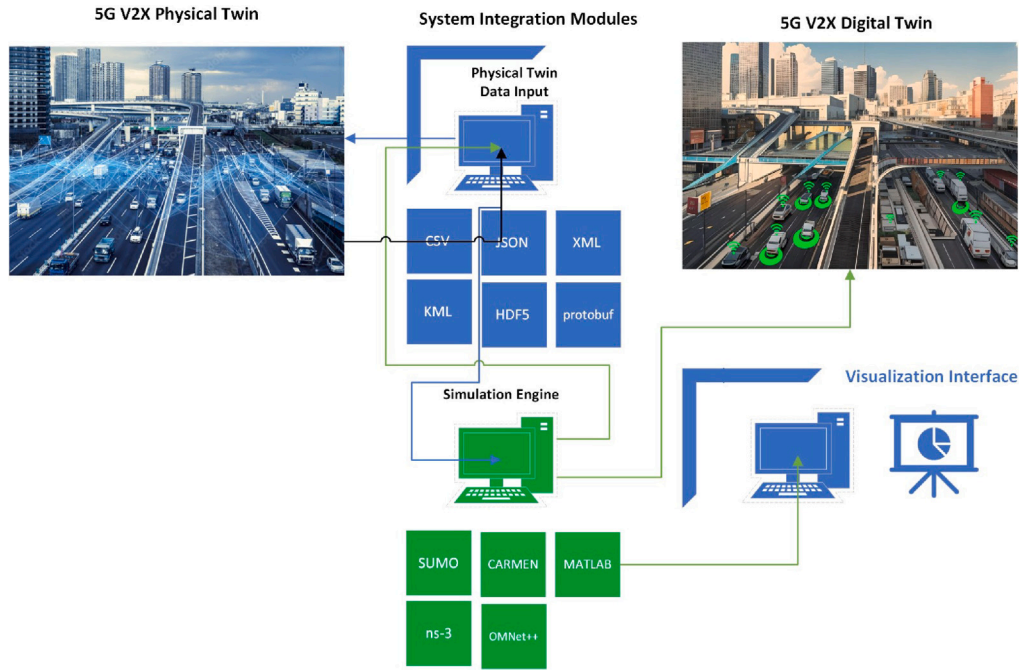 5G V2X Physical Twin
System Integration Modules
5G V2X Digital Twin
Physical Twin
Data Input
CSV
JSON
XML
KML
HDF5
protobuf
Simulation Engine
Visualization Interface
SUMO
CARMEN
MATLAB
ns-3
OMNet++